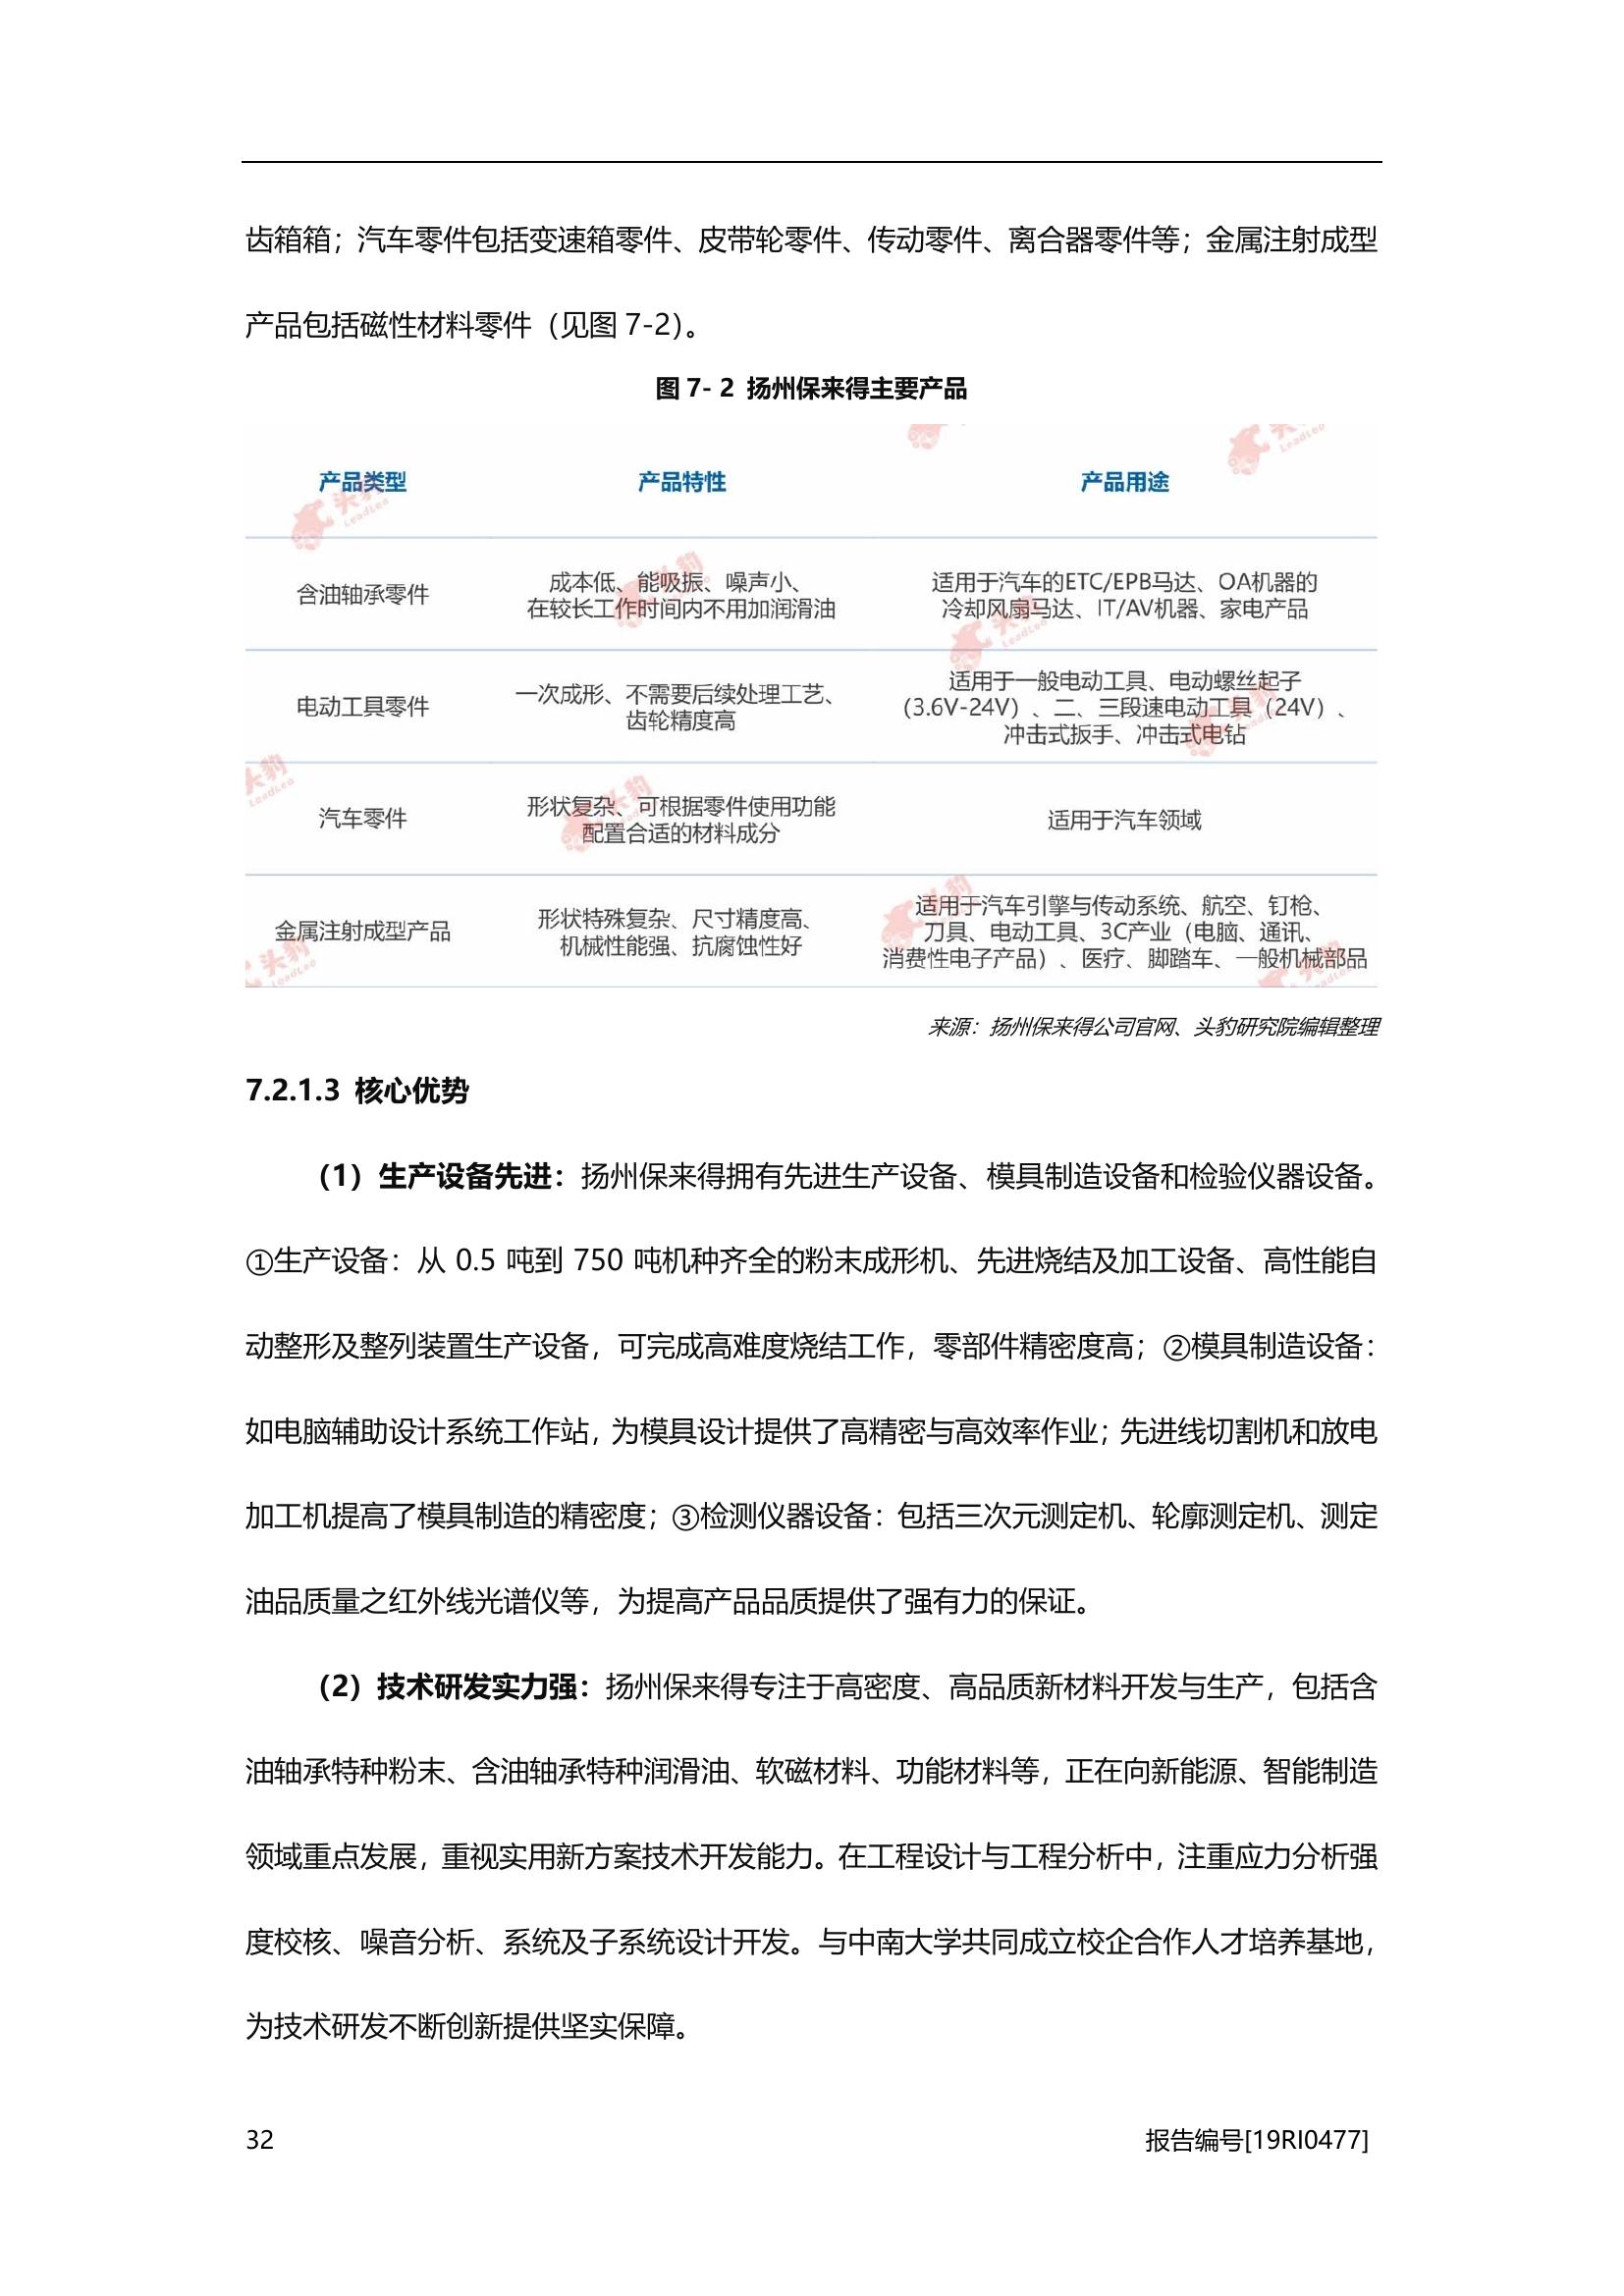 齿箱箱；汽车零件包括变速箱零件、皮带轮零件、传动零件、离合器零件等；金属注射成型
产品包括磁性材料零件（见图 7-2）。
图 7- 2 扬州保来得主要产品
产品类型 产品特性 产品用途
含油轴承零件
成本低、能吸振、噪声小、
在较长工作时间内不用加润滑油
适用于汽车的ETC/EPB马达、OA机器的
冷却风扇马达、IT/AV机器、家电产品
电动工具零件
一次成形、不需要后续处理工艺、
齿轮精度高
适用于一般电动工具、电动螺丝起子
（3.6V-24V）、二、三段速电动工具（24V）、
冲击式扳手、冲击式电钻
汽车零件
形状复杂、可根据零件使用功能
配置合适的材料成分
适用于汽车领域
金属注射成型产品
形状特殊复杂、尺寸精度高、
机械性能强、抗腐蚀性好
适用于汽车引擎与传动系统、航空、钉枪、
刀具、电动工具、3C产业（电脑、通讯、
消费性电子产品）、医疗、脚踏车、一般机械部品
头豹
LeadLeo
来源：扬州保来得公司官网、头豹研究院编辑整理
7.2.1.3 核心优势
（1）生产设备先进：扬州保来得拥有先进生产设备、模具制造设备和检验仪器设备。
①生产设备：从 0.5 吨到 750 吨机种齐全的粉末成形机、先进烧结及加工设备、高性能自
动整形及整列装置生产设备，可完成高难度烧结工作，零部件精密度高；②模具制造设备：
如电脑辅助设计系统工作站，为模具设计提供了高精密与高效率作业；先进线切割机和放电
加工机提高了模具制造的精密度；③检测仪器设备：包括三次元测定机、轮廓测定机、测定
油品质量之红外线光谱仪等，为提高产品品质提供了强有力的保证。
（2）技术研发实力强：扬州保来得专注于高密度、高品质新材料开发与生产，包括含
油轴承特种粉末、含油轴承特种润滑油、软磁材料、功能材料等，正在向新能源、智能制造
领域重点发展，重视实用新方案技术开发能力。在工程设计与工程分析中，注重应力分析强
度校核、噪音分析、系统及子系统设计开发。与中南大学共同成立校企合作人才培养基地，
为技术研发不断创新提供坚实保障。
32 报告编号[19RI0477]